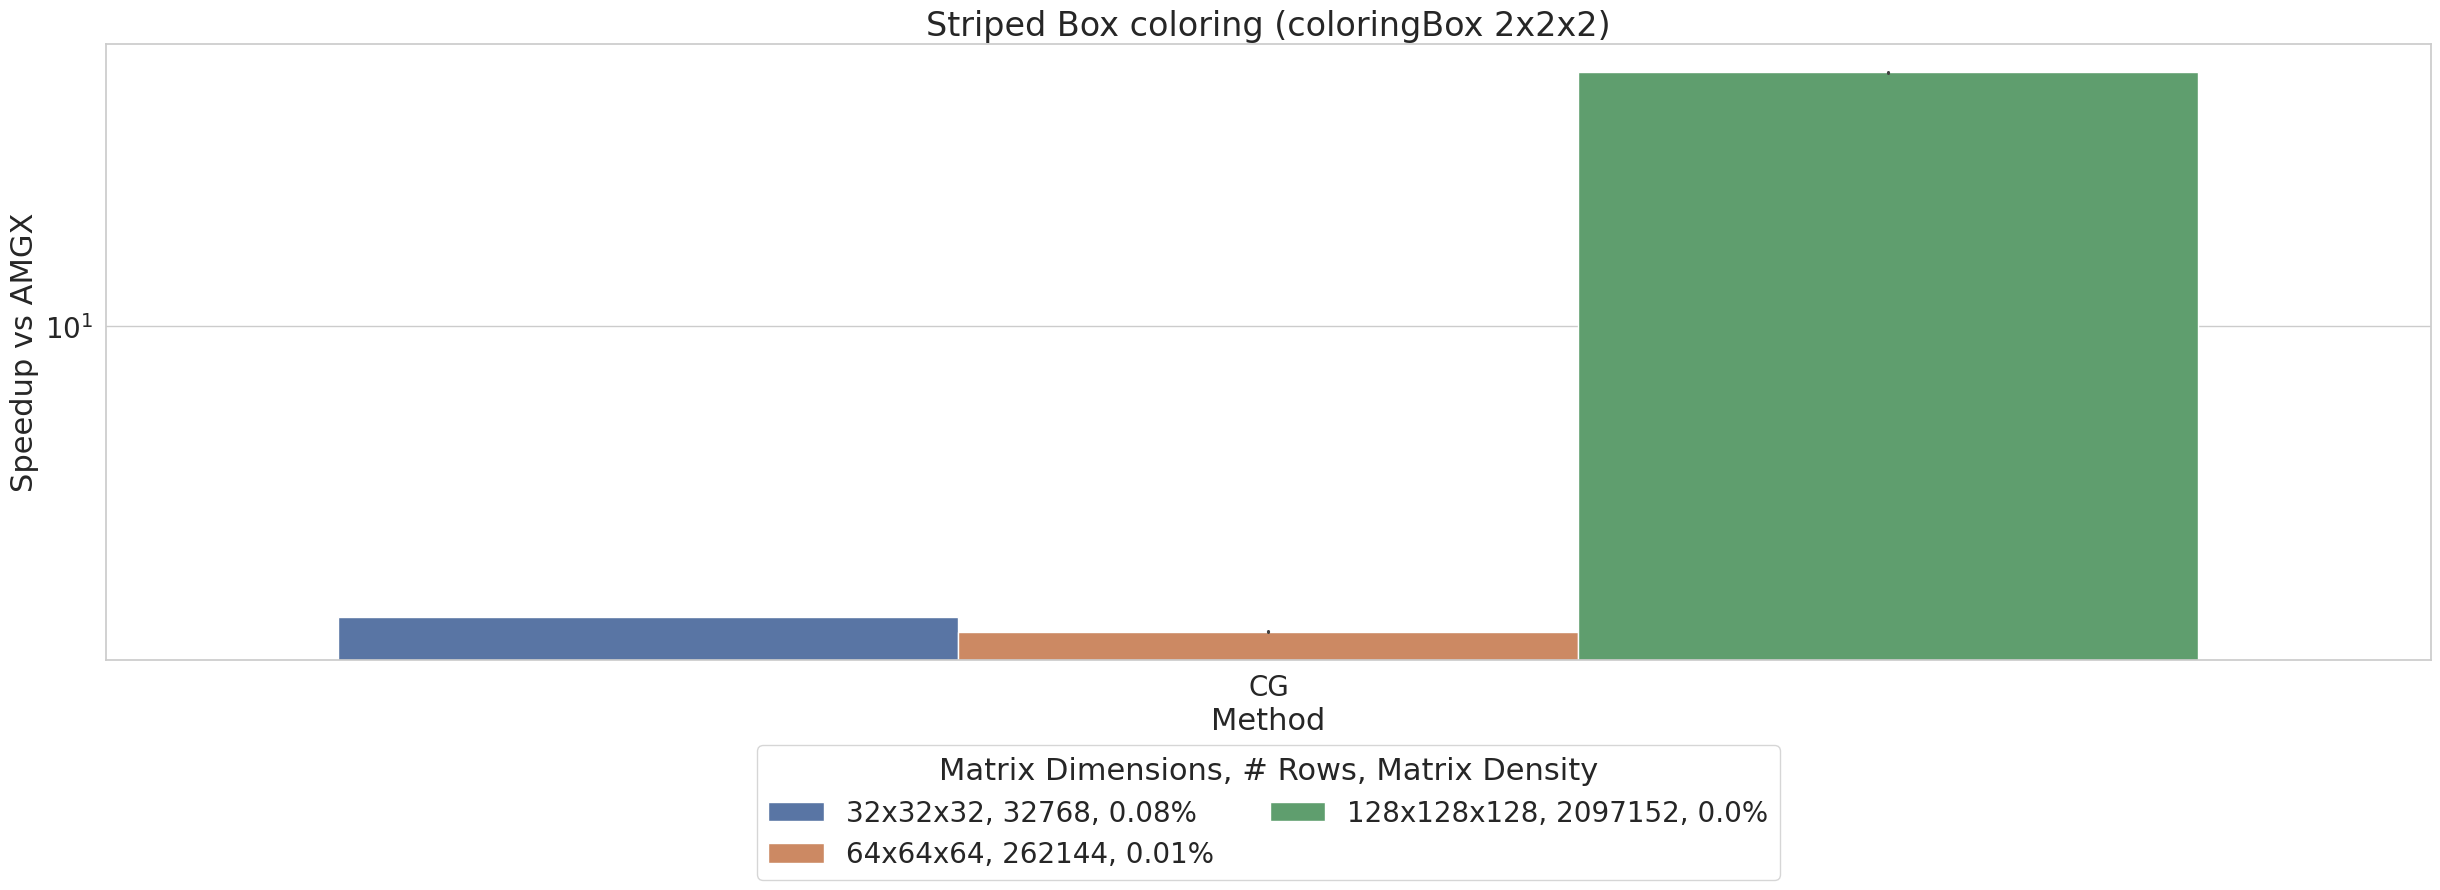 Striped Box coloring (coloringBox 2x2x2)
Speedup vs AMGX
10¹
CG
Method
Matrix Dimensions, # Rows, Matrix Density
32x32x32, 32768, 0.08%
64x64x64, 262144, 0.01%
128x128x128, 2097152, 0.0%